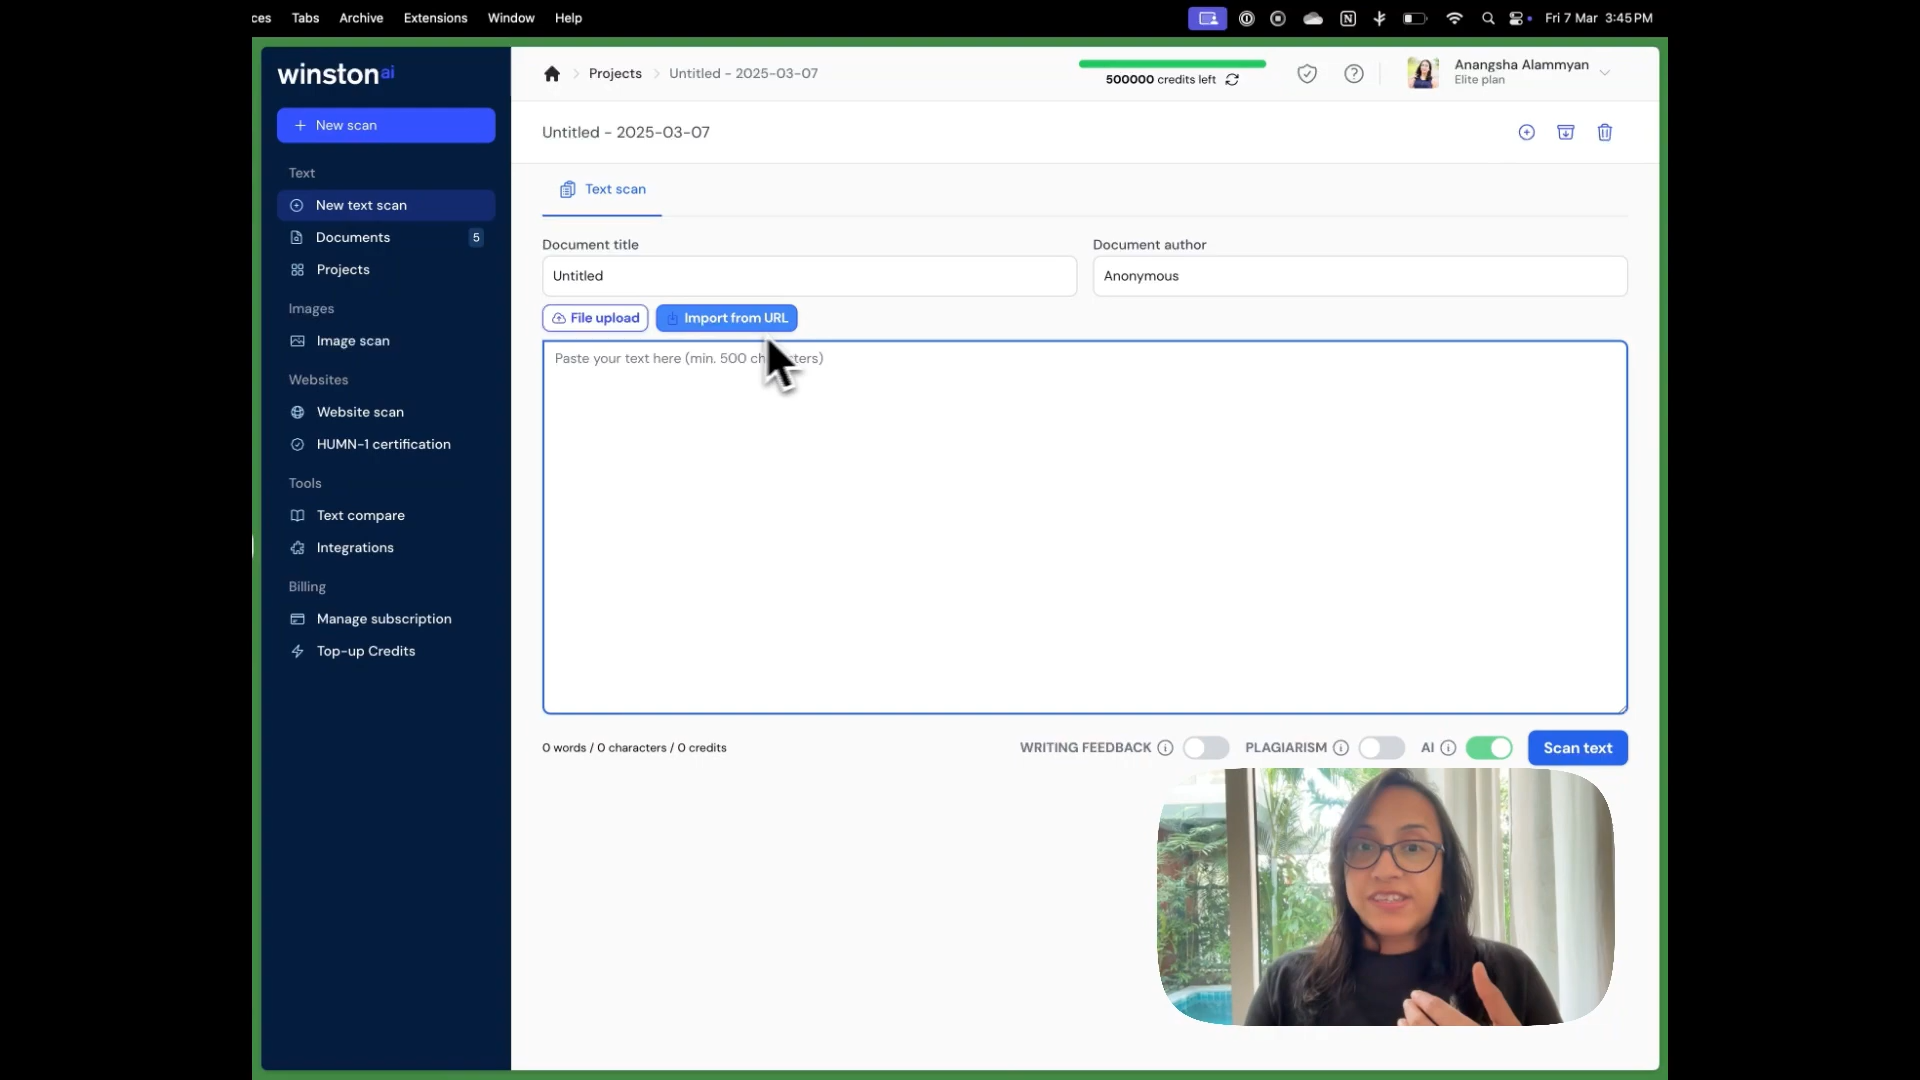 ces Tabs Archive Extensions Window Help Fri 7 Mar 3:45 PM
winston ai
Projects Untitled - 2025-03-07
500000 credits left
Anangsha Alammyan
Elite plan
New scan
Untitled - 2025-03-07
Text
New text scan
Documents 5
Projects
Images
Image scan
Websites
Website scan
HUMN-1 certification
Tools
Text compare
Integrations
Billing
Manage subscription
Top-up Credits
Text scan
Document title
Untitled
Document author
Anonymous
File upload
Import from URL
Paste your text here (min. 500 ch ters)
0 words / 0 characters / 0 credits
WRITING FEEDBACK
PLAGIARISM
AI
Scan text